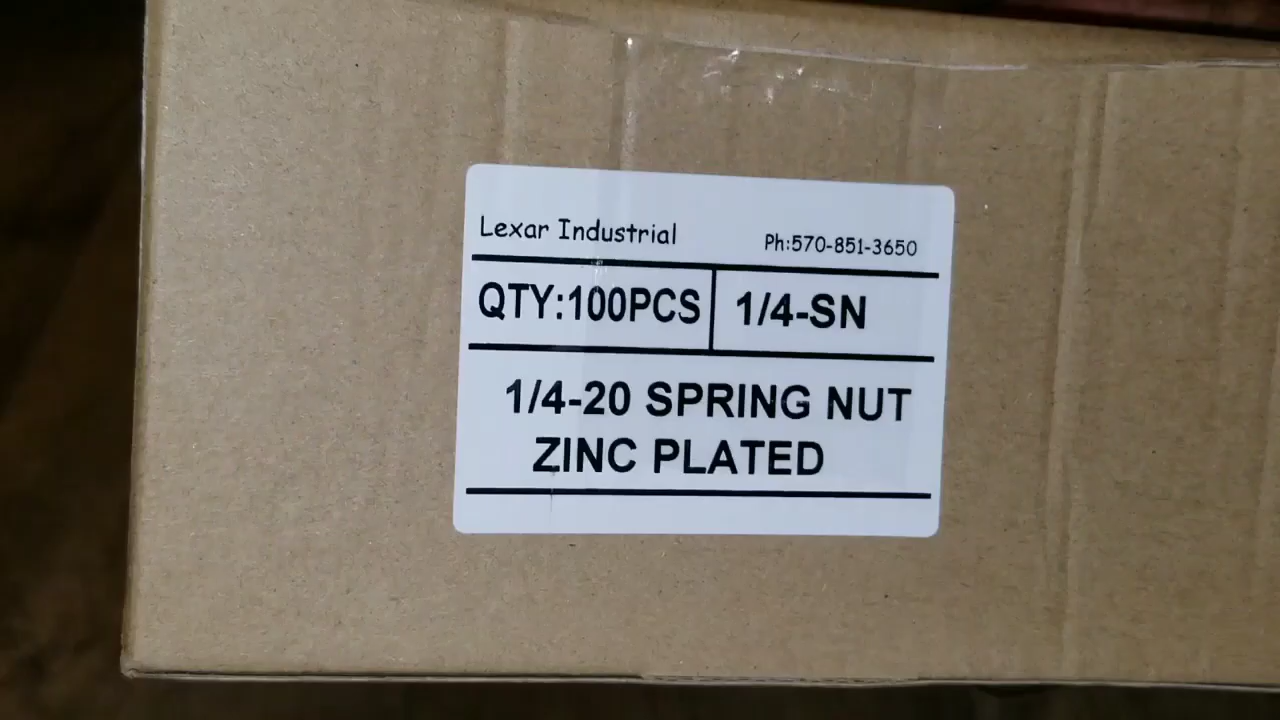 Lexar Industrial Ph:570-851-3650
QTY:100PCS 1/4-SN
1/4-20 SPRING NUT
ZINC PLATED